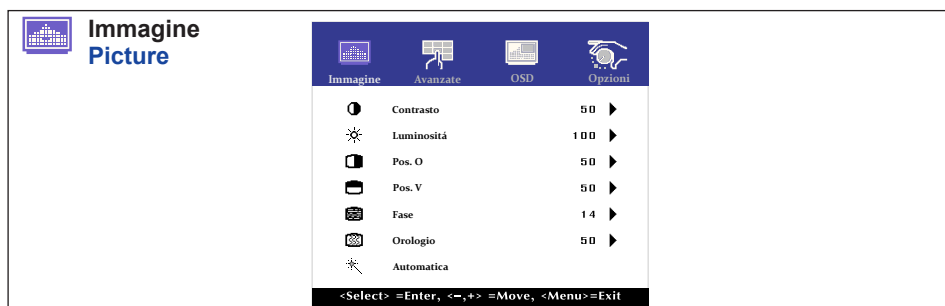 Immagine
Picture
Immagine Avanzate OSD Opzioni
Contrasto 50
Luminositá 100
Pos. O 50
Pos. V 50
Fase 14
Orologio 50
Automatica
<Select> =Enter, <−,+> =Move, <Menu>=Exit